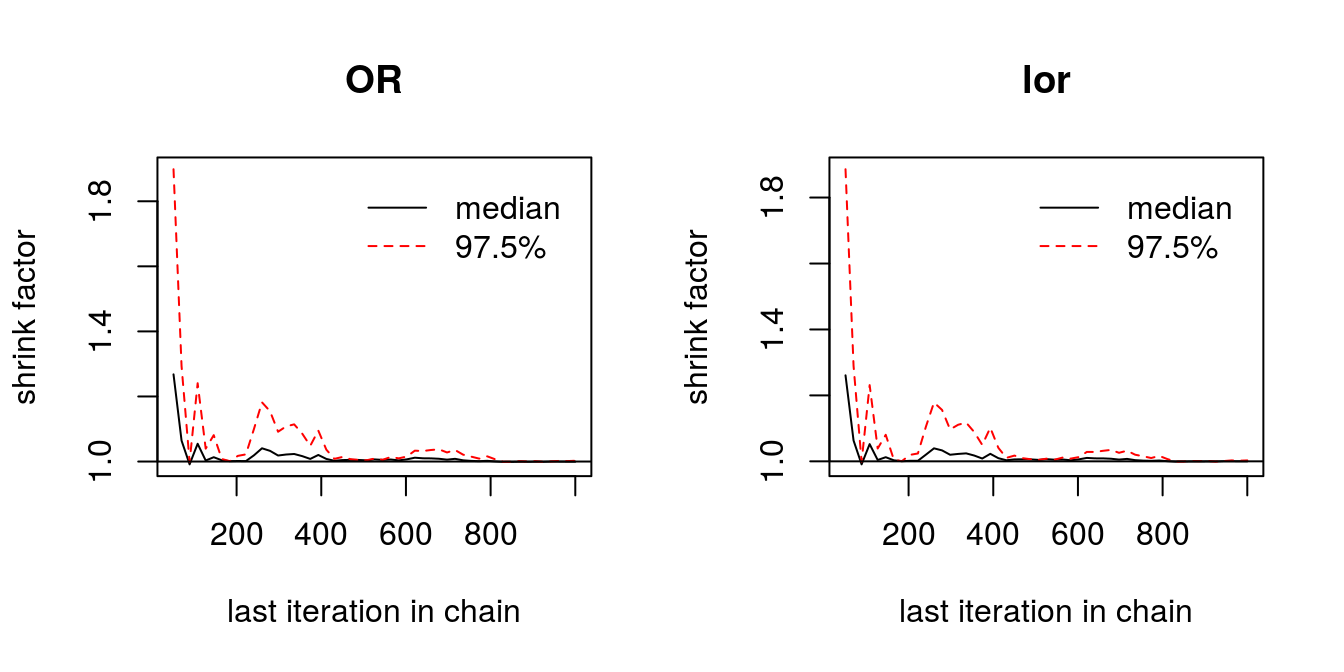 OR
shrink factor
1.8
1.4
1.0
median
97.5%
200 400 600 800
last iteration in chain
lor
shrink factor
1.8
1.4
1.0
median
97.5%
200 400 600 800
last iteration in chain